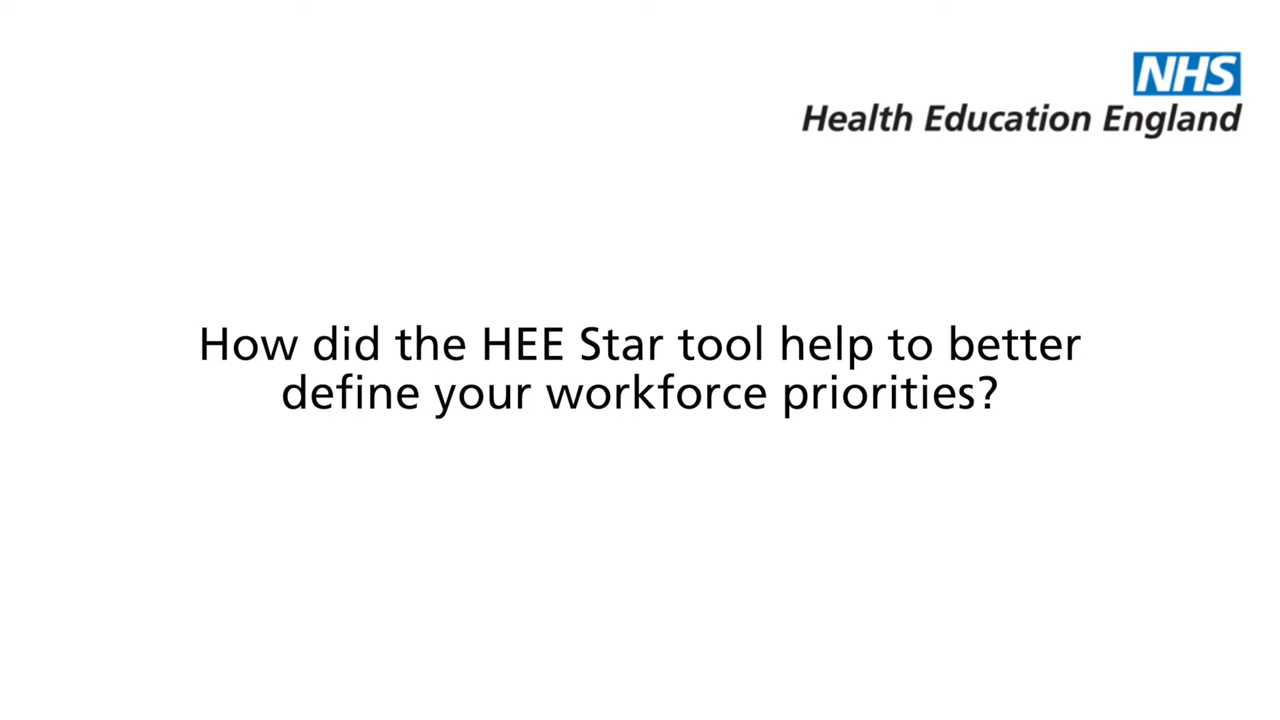 NHS
Health Education England
How did the HEE Star tool help to better
define your workforce priorities?